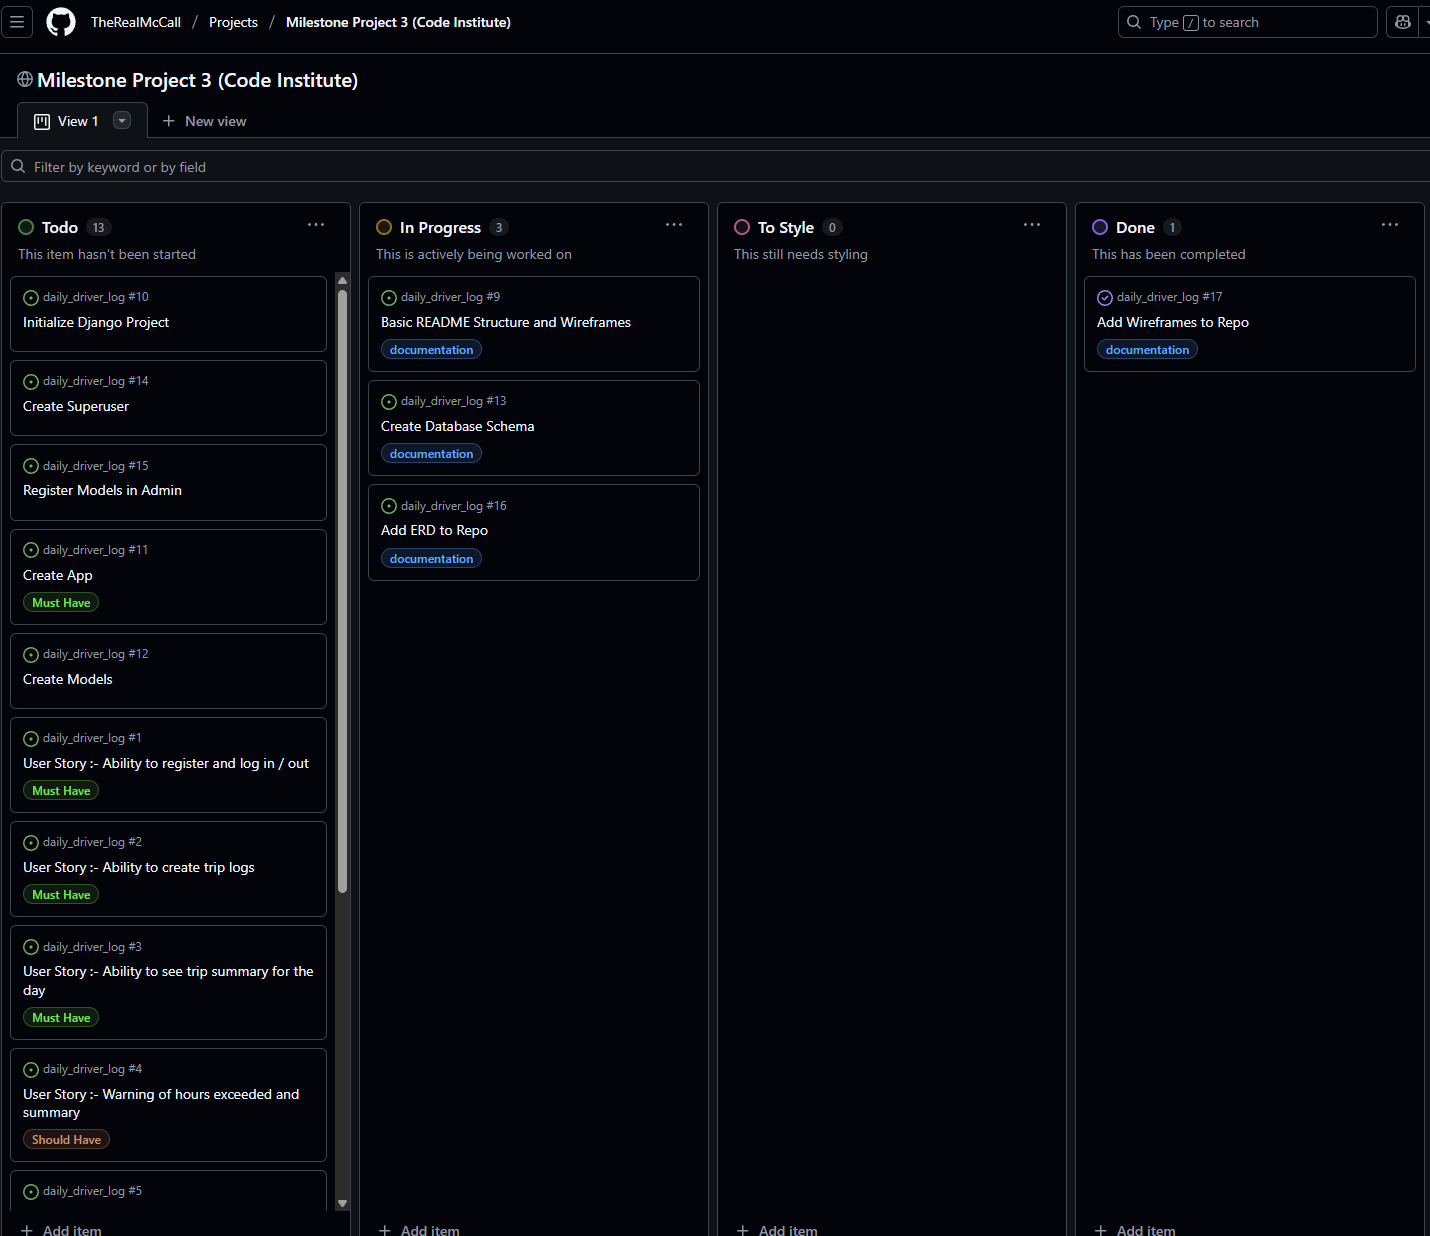 TheRealMcCall / Projects / Milestone Project 3 (Code Institute)
Type / to search
Milestone Project 3 (Code Institute)
View 1
New view
Filter by keyword or by field
Todo 13
This item hasn't been started
daily_driver_log #10
Initialize Django Project
daily_driver_log #14
Create Superuser
daily_driver_log #15
Register Models in Admin
daily_driver_log #11
Create App
Must Have
daily_driver_log #12
Create Models
daily_driver_log #1
User Story :- Ability to register and log in / out
Must Have
daily_driver_log #2
User Story :- Ability to create trip logs
Must Have
daily_driver_log #3
User Story :- Ability to see trip summary for the
day
Must Have
daily_driver_log #4
User Story :- Warning of hours exceeded and
summary
Should Have
daily_driver_log #5
Add item
In Progress 3
This is actively being worked on
daily_driver_log #9
Basic README Structure and Wireframes
documentation
daily_driver_log #13
Create Database Schema
documentation
daily_driver_log #16
Add ERD to Repo
documentation
Add item
To Style 0
This still needs styling
Add item
Done 1
This has been completed
daily_driver_log #17
Add Wireframes to Repo
documentation
Add item